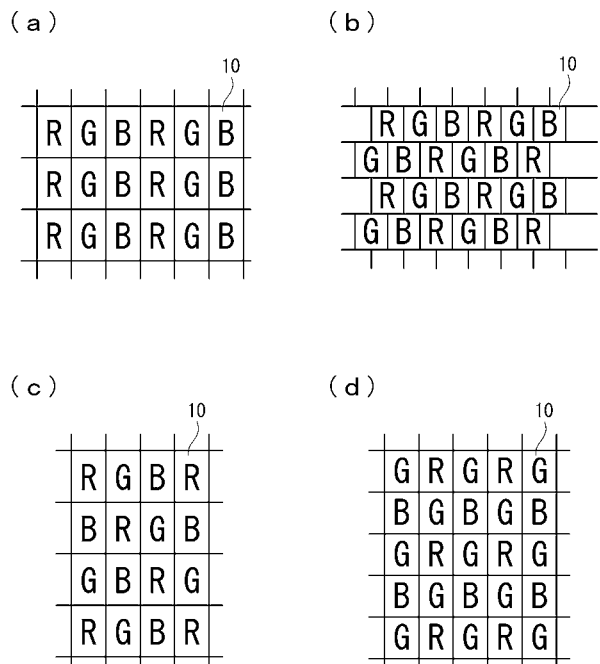 (a)
10
R G B R G B
R G B R G B
R G B R G B
(b)
10
R G B R G B
G B R G B R
R G B R G B
G B R G B R
(c)
10
R G B R
B R G B
G B R G
R G B R
(d)
10
G R G R G
B G B G B
G R G R G
B G B G B
G R G R G